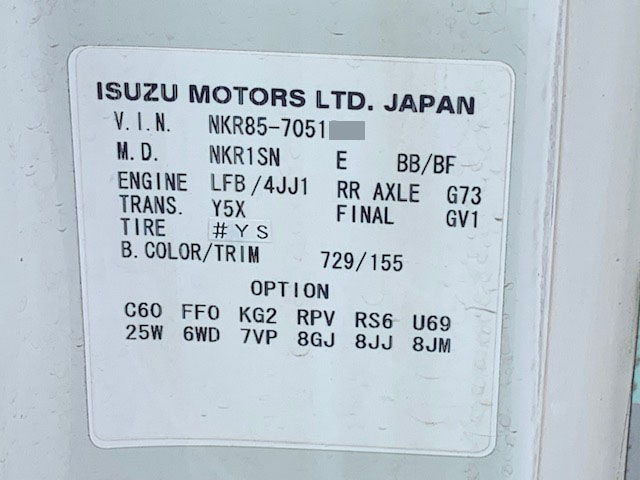 ISUZU MOTORS LTD. JAPAN
V.I.N. NKR85-7051
M.D. NKR1SN E BB/BF
ENGINE LFB/4JJ1 RR AXLE G73
TRANS. Y5X FINAL GV1
TIRE #YS
B.COLOR/TRIM 729/155
OPTION
C60 FF0 KG2 RPV RS6 U69
25W 6WD 7VP 8GJ 8JJ 8JM